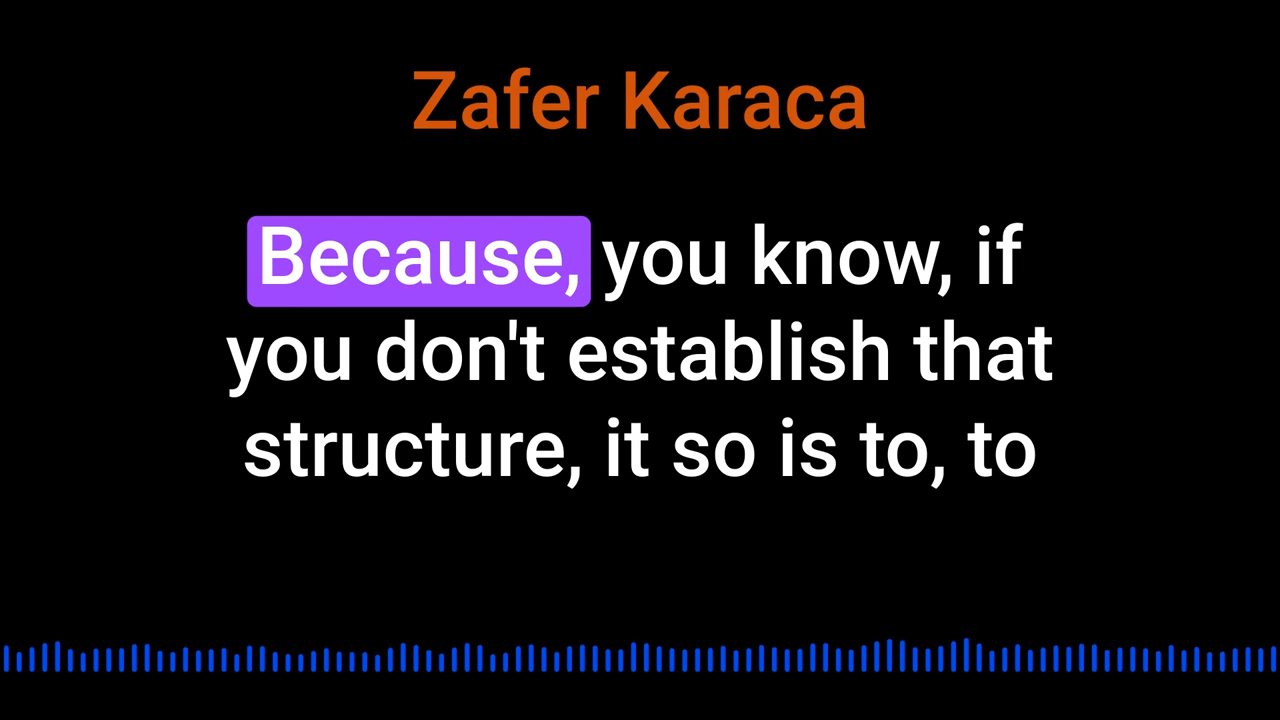 Zafer Karaca
Because, you know, if
you don't establish that
structure, it so is to, to